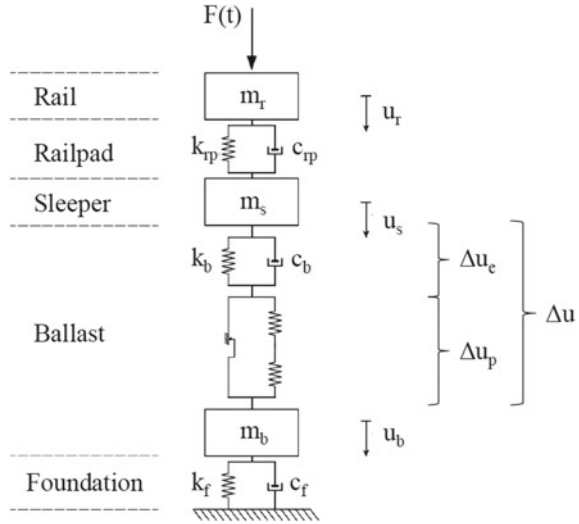 F(t)
Rail
m_r
u_r
Railpad
k_rp
c_rp
Sleeper
m_s
u_s
k_b
c_b
Δu_e
Δu
Ballast
Δu_p
m_b
u_b
Foundation
k_f
c_f